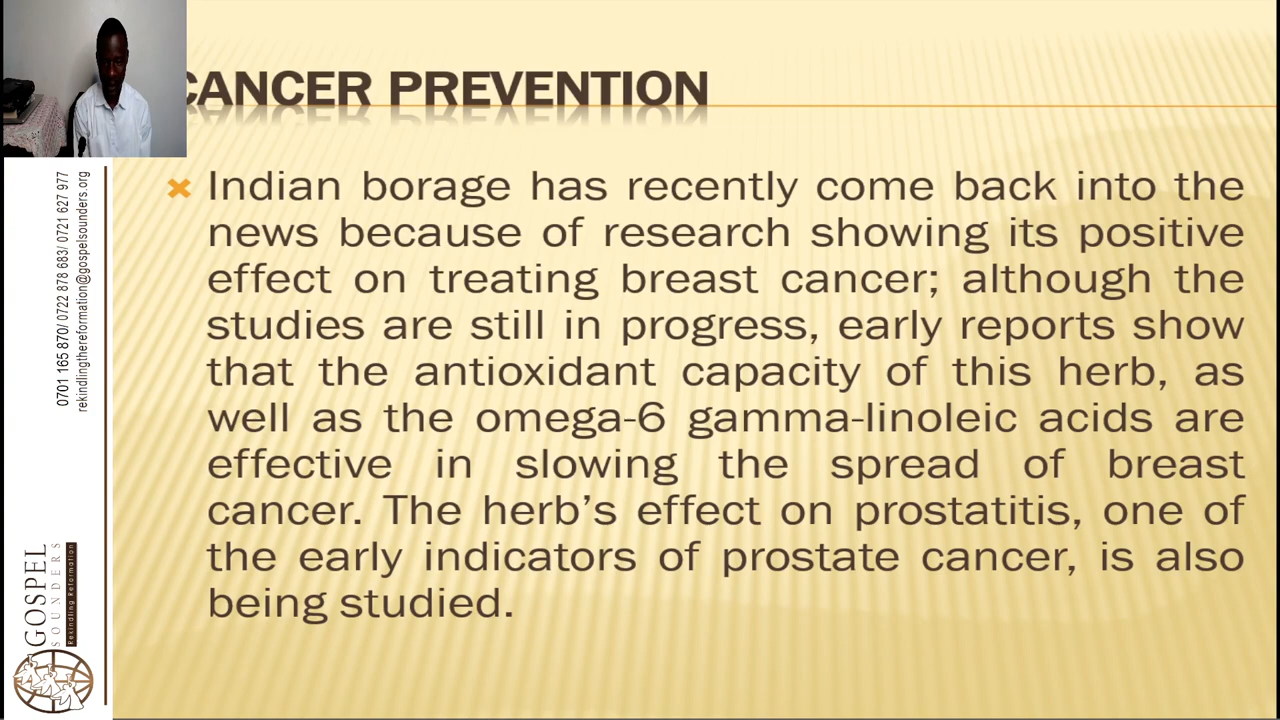 CANCER PREVENTION
Indian borage has recently come back into the
news because of research showing its positive
effect on treating breast cancer; although the
studies are still in progress, early reports show
that the antioxidant capacity of this herb, as
well as the omega-6 gamma-linoleic acids are
effective in slowing the spread of breast
cancer. The herb’s effect on prostatitis, one of
the early indicators of prostate cancer, is also
being studied.
0701 165 870/ 0722 878 683/ 0721 627 977
rekindlingthereformation@gospelsounders.org
GOSPEL
SOUNDERS
Rekindling Reformation